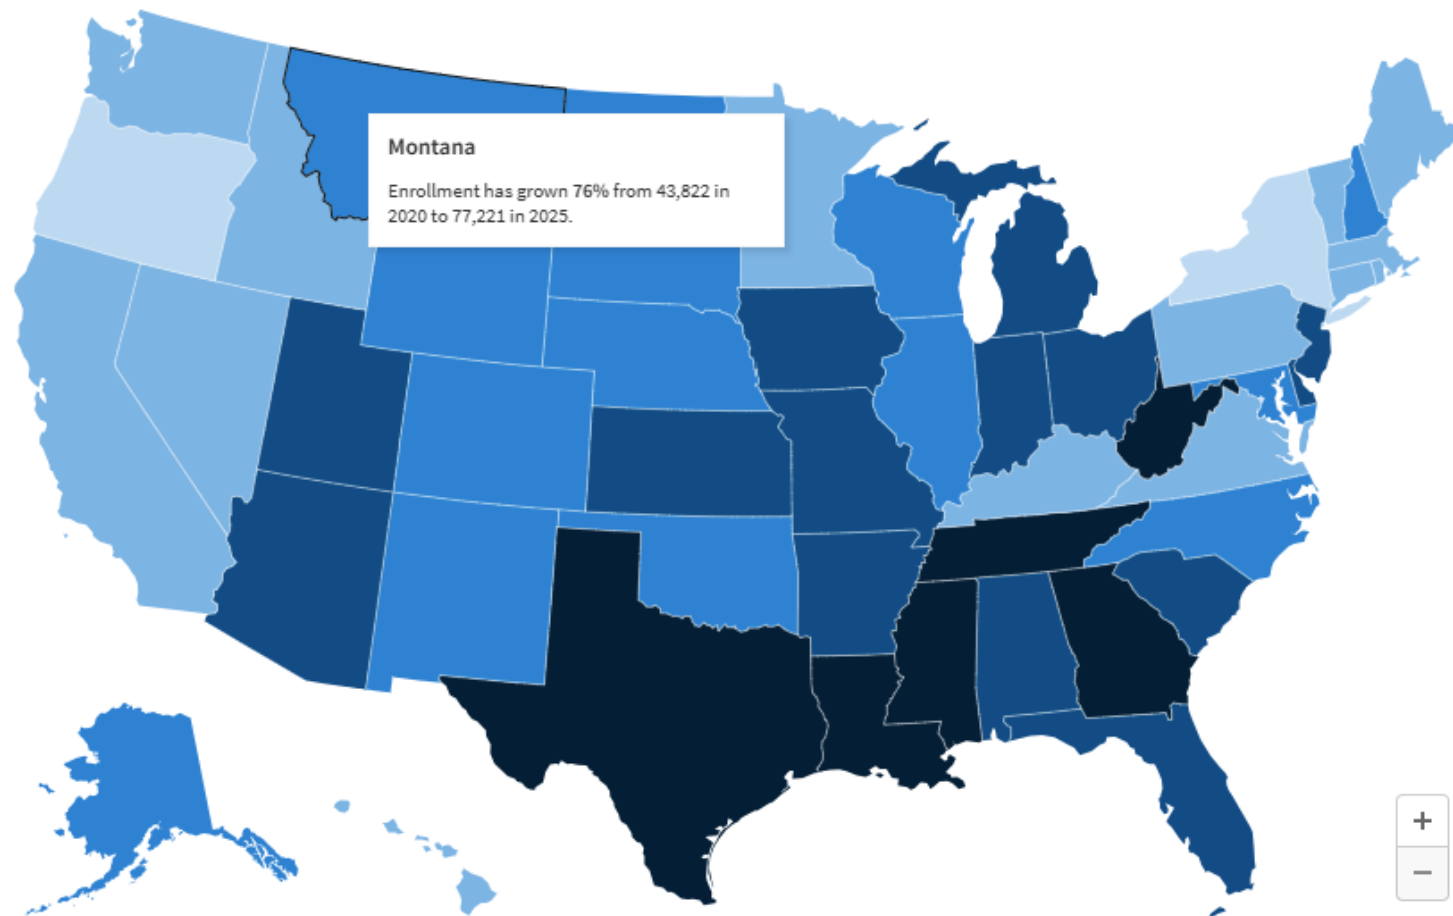 Montana
Enrollment has grown 76% from 43,822 in
2020 to 77,221 in 2025.
+
−